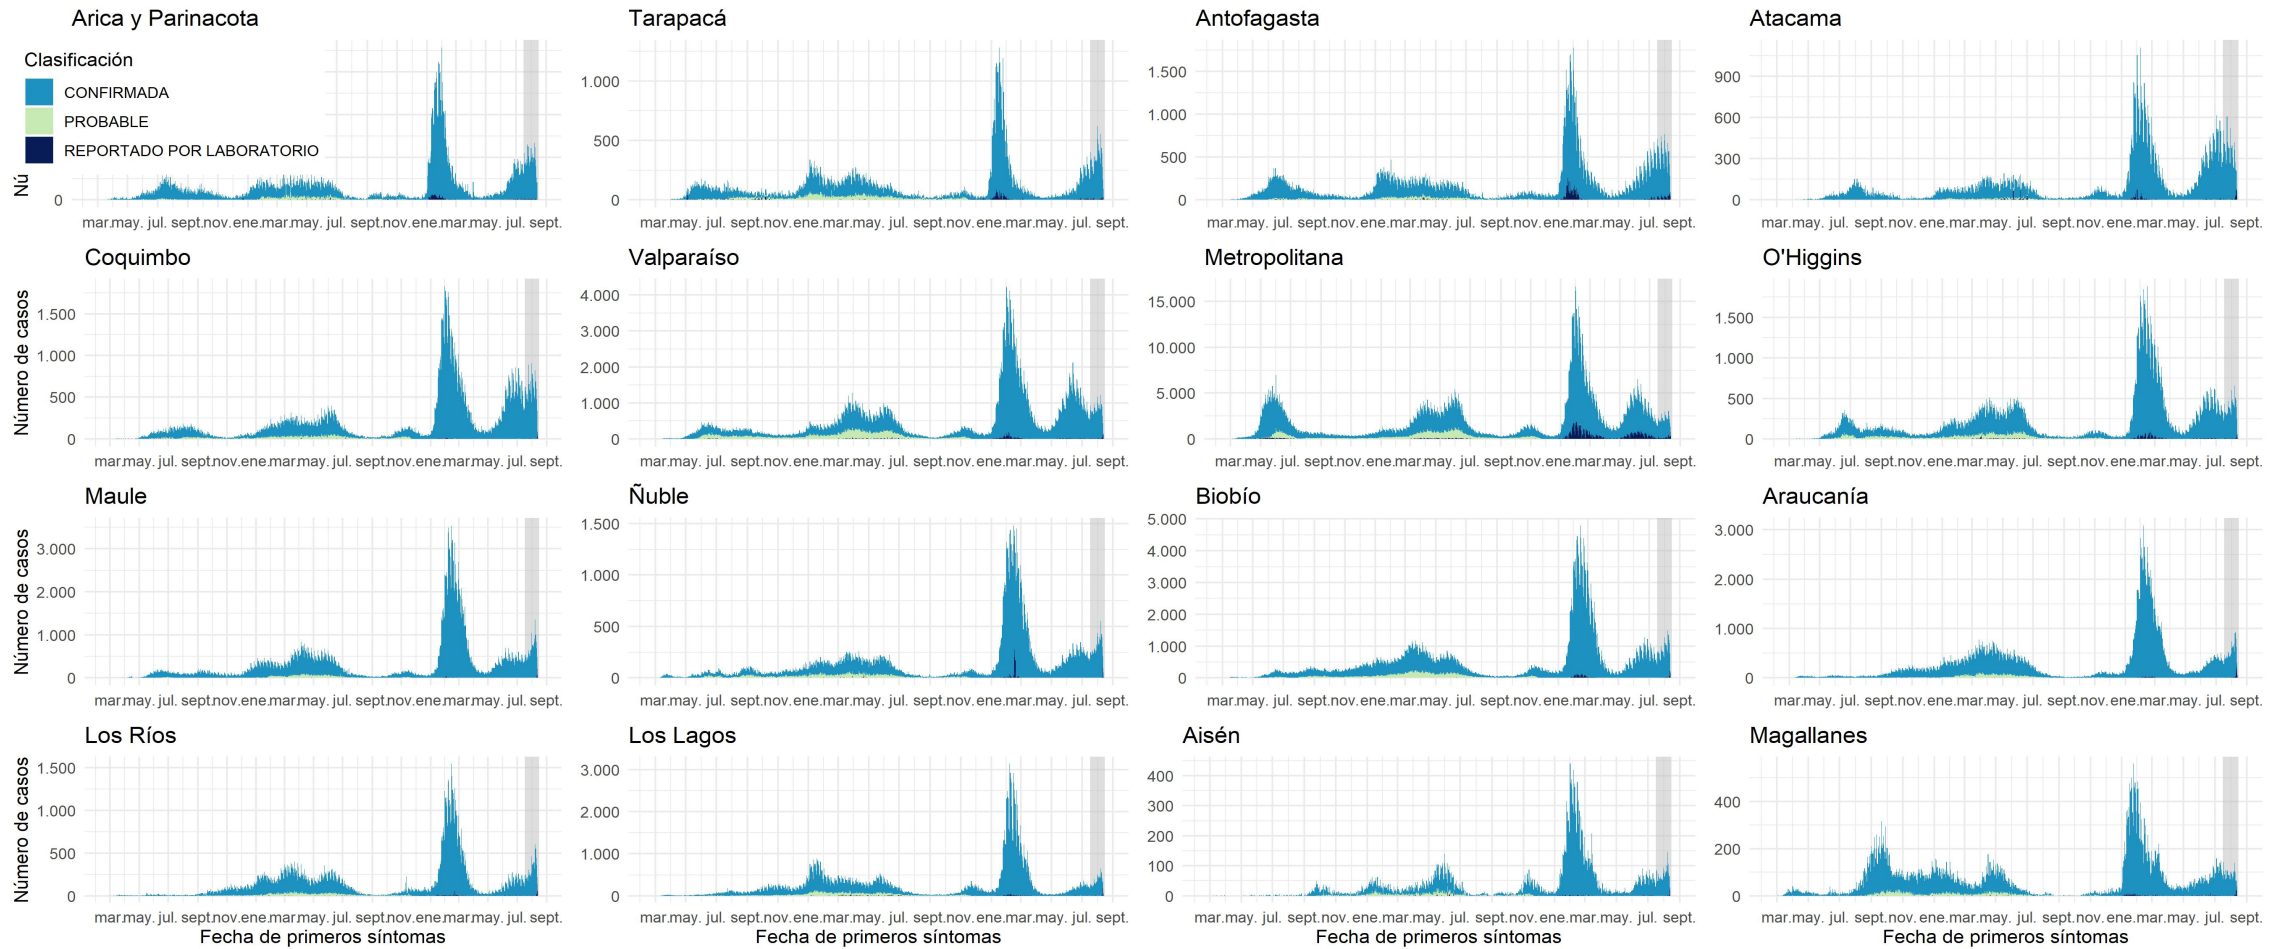 Arica y Parinacota
Tarapacá
Antofagasta
Atacama
Clasificación
CONFIRMADA
PROBABLE
REPORTADO POR LABORATORIO
Nú
0
mar. may. jul. sept. nov. ene. mar. may. jul. sept. nov. ene. mar. may. jul. sept.
1.000
500
0
mar. may. jul. sept. nov. ene. mar. may. jul. sept. nov. ene. mar. may. jul. sept.
1.500
1.000
500
0
mar. may. jul. sept. nov. ene. mar. may. jul. sept. nov. ene. mar. may. jul. sept.
900
600
300
0
mar. may. jul. sept. nov. ene. mar. may. jul. sept. nov. ene. mar. may. jul. sept.
Coquimbo
Valparaíso
Metropolitana
O'Higgins
Número de casos
1.500
1.000
500
0
mar. may. jul. sept. nov. ene. mar. may. jul. sept. nov. ene. mar. may. jul. sept.
4.000
3.000
2.000
1.000
0
mar. may. jul. sept. nov. ene. mar. may. jul. sept. nov. ene. mar. may. jul. sept.
15.000
10.000
5.000
0
mar. may. jul. sept. nov. ene. mar. may. jul. sept. nov. ene. mar. may. jul. sept.
1.500
1.000
500
0
mar. may. jul. sept. nov. ene. mar. may. jul. sept. nov. ene. mar. may. jul. sept.
Maule
Ñuble
Biobío
Araucanía
Número de casos
3.000
2.000
1.000
0
mar. may. jul. sept. nov. ene. mar. may. jul. sept. nov. ene. mar. may. jul. sept.
1.500
1.000
500
0
mar. may. jul. sept. nov. ene. mar. may. jul. sept. nov. ene. mar. may. jul. sept.
5.000
4.000
3.000
2.000
1.000
0
mar. may. jul. sept. nov. ene. mar. may. jul. sept. nov. ene. mar. may. jul. sept.
3.000
2.000
1.000
0
mar. may. jul. sept. nov. ene. mar. may. jul. sept. nov. ene. mar. may. jul. sept.
Los Ríos
Los Lagos
Aisén
Magallanes
Número de casos
1.500
1.000
500
0
mar. may. jul. sept. nov. ene. mar. may. jul. sept. nov. ene. mar. may. jul. sept.
Fecha de primeros síntomas
3.000
2.000
1.000
0
mar. may. jul. sept. nov. ene. mar. may. jul. sept. nov. ene. mar. may. jul. sept.
Fecha de primeros síntomas
400
300
200
100
0
mar. may. jul. sept. nov. ene. mar. may. jul. sept. nov. ene. mar. may. jul. sept.
Fecha de primeros síntomas
400
200
0
mar. may. jul. sept. nov. ene. mar. may. jul. sept. nov. ene. mar. may. jul. sept.
Fecha de primeros síntomas